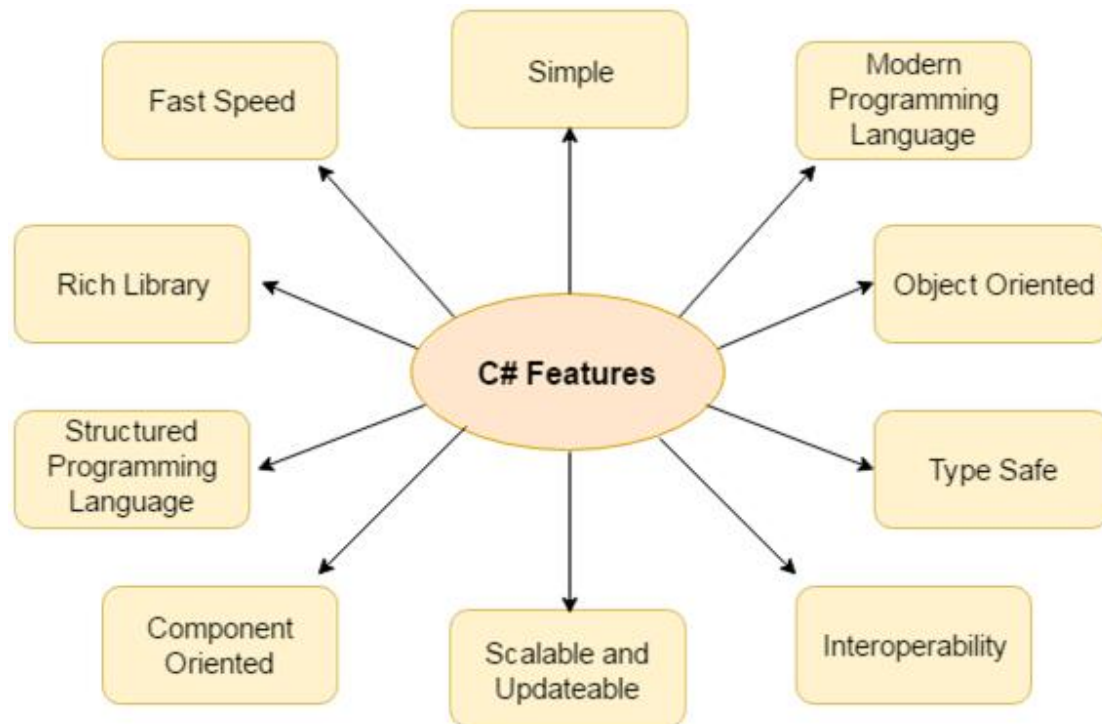 Simple
Fast Speed
Modern
Programming
Language
Rich Library
Object Oriented
C# Features
Structured
Programming
Language
Type Safe
Component
Oriented
Scalable and
Updateable
Interoperability